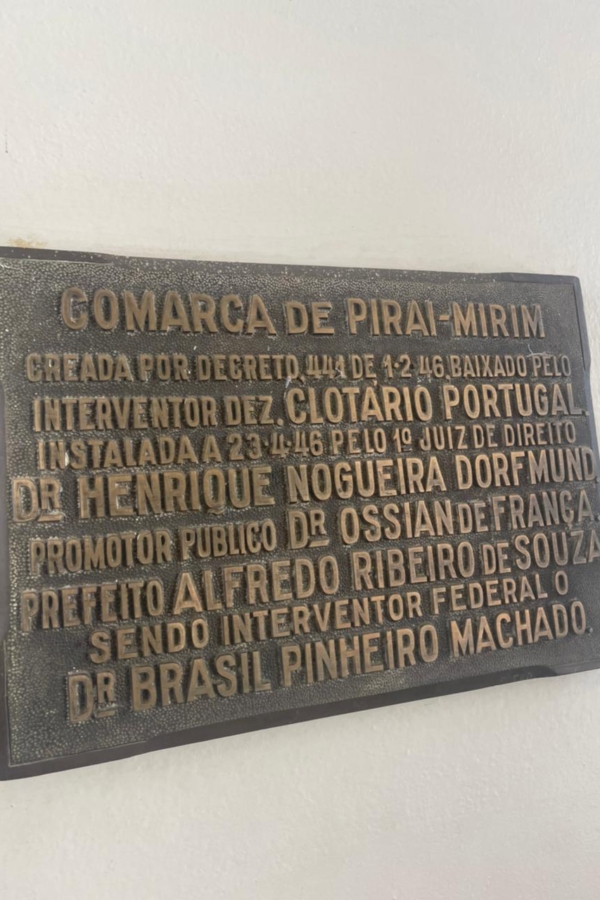 COMARCA DE PIRAI-MIRIM
CREADA POR DECRETO 441 DE 1-2-46, BAIXADO PELO
INTERVENTOR DEZ. CLOTÁRIO PORTUGAL.
INSTALADA A 23-4-46 PELO 1º JUIZ DE DIREITO
DR HENRIQUE NOGUEIRA DORFMUND,
PROMOTOR PUBLICO DR OSSIAN DE FRANÇA.
PREFEITO ALFREDO RIBEIRO DE SOUZA
SENDO INTERVENTOR FEDERAL O
DR BRASIL PINHEIRO MACHADO.